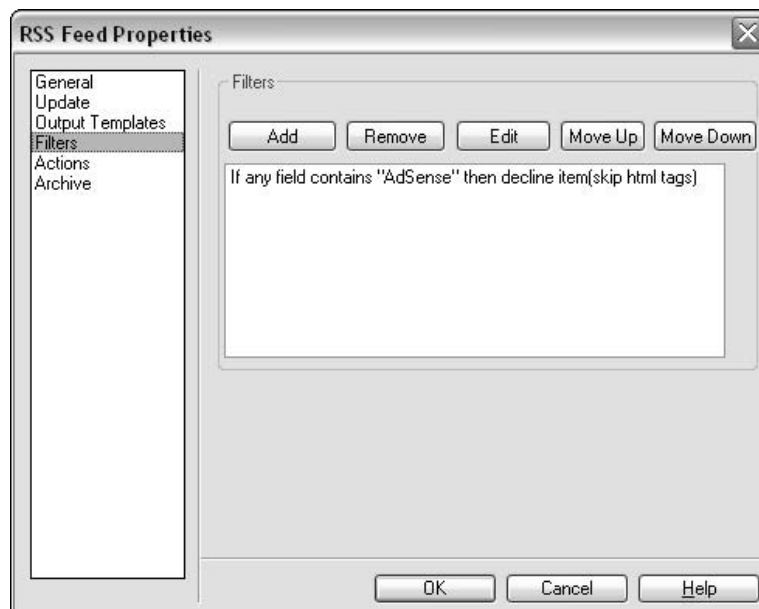 RSS Feed Properties
General
Update
Output Templates
Filters
Actions
Archive
Filters
Add Remove Edit Move Up Move Down
If any field contains "AdSense" then decline item(skip html tags)
OK Cancel Help